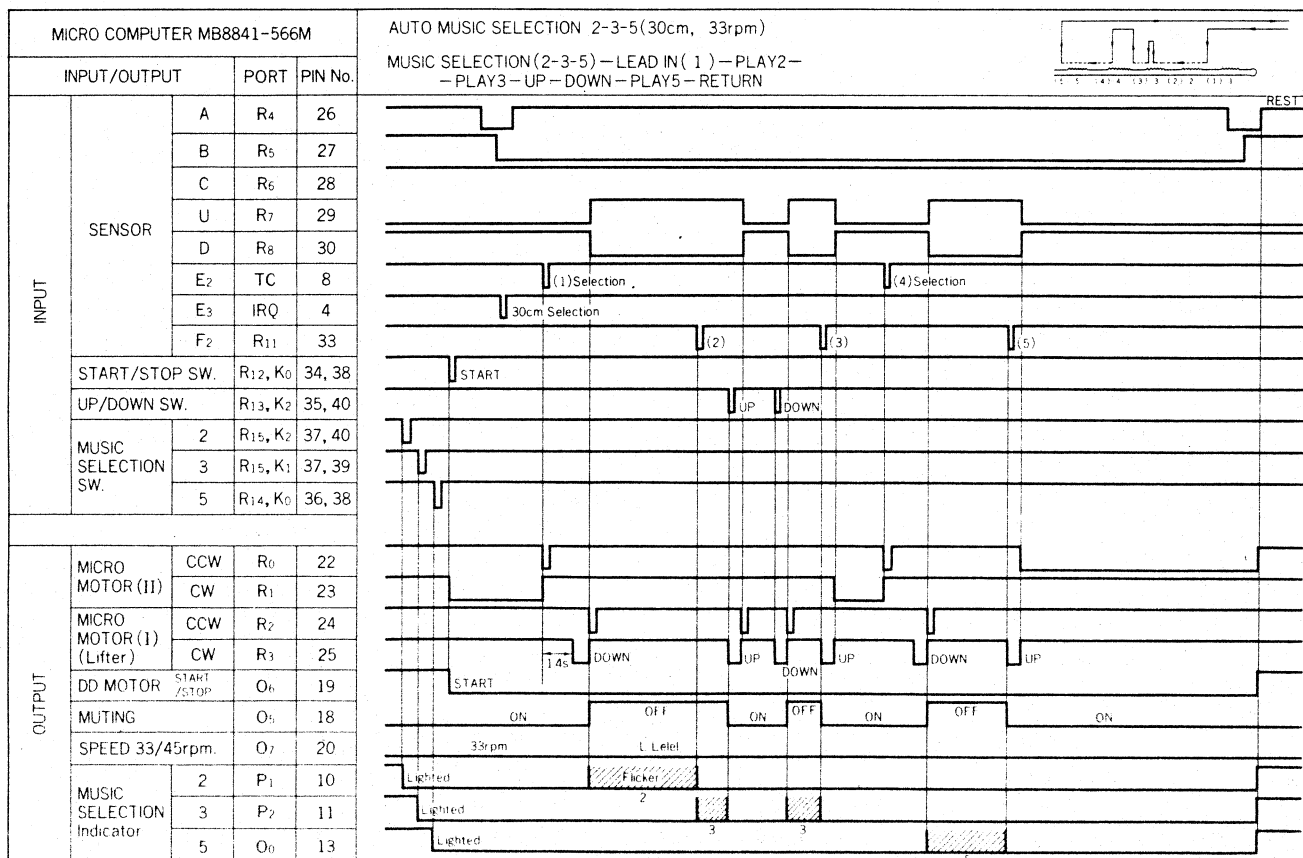 MICRO COMPUTER MB8841-566M
AUTO MUSIC SELECTION 2-3-5(30cm, 33rpm)
MUSIC SELECTION(2-3-5)-LEAD IN(1)-PLAY2-
-PLAY3-UP-DOWN-PLAY5-RETURN
INPUT/OUTPUT PORT PIN No.
REST
INPUT
SENSOR
A R4 26
B R5 27
C R6 28
U R7 29
D R8 30
E2 TC 8 (1)Selection (4)Selection
E3 IRQ 4 30cm Selection
F2 R11 33 (2) (3) (5)
START/STOP SW. R12, K0 34, 38 START
UP/DOWN SW. R13, K2 35, 40 UP DOWN
MUSIC SELECTION SW.
2 R15, K2 37, 40
3 R15, K1 37, 39
5 R14, K0 36, 38
OUTPUT
MICRO MOTOR(II)
CCW R0 22
CW R1 23
MICRO MOTOR(I) (Lifter)
CCW R2 24
CW R3 25 1.4s DOWN UP DOWN UP DOWN UP
DD MOTOR START/STOP O6 19 START
MUTING O5 18 ON OFF ON OFF ON OFF ON
SPEED 33/45rpm. O7 20 33rpm L Lelel
MUSIC SELECTION Indicator
2 P1 10 Lighted Flicker 2
3 P2 11 Lighted 3 3
5 O0 13 Lighted